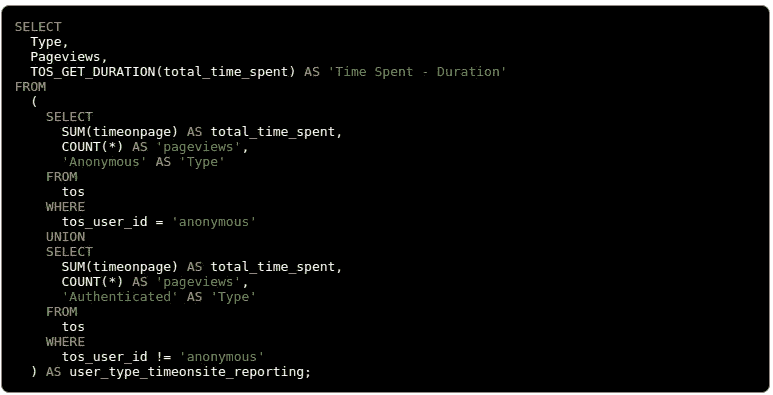 SELECT
  Type,
  Pageviews,
  TOS_GET_DURATION(total_time_spent) AS 'Time Spent - Duration'
FROM
  (
    SELECT
      SUM(timeonpage) AS total_time_spent,
      COUNT(*) AS 'pageviews',
      'Anonymous' AS 'Type'
    FROM
      tos
    WHERE
      tos_user_id = 'anonymous'
    UNION
    SELECT
      SUM(timeonpage) AS total_time_spent,
      COUNT(*) AS 'pageviews',
      'Authenticated' AS 'Type'
    FROM
      tos
    WHERE
      tos_user_id != 'anonymous'
  ) AS user_type_timeonsite_reporting;